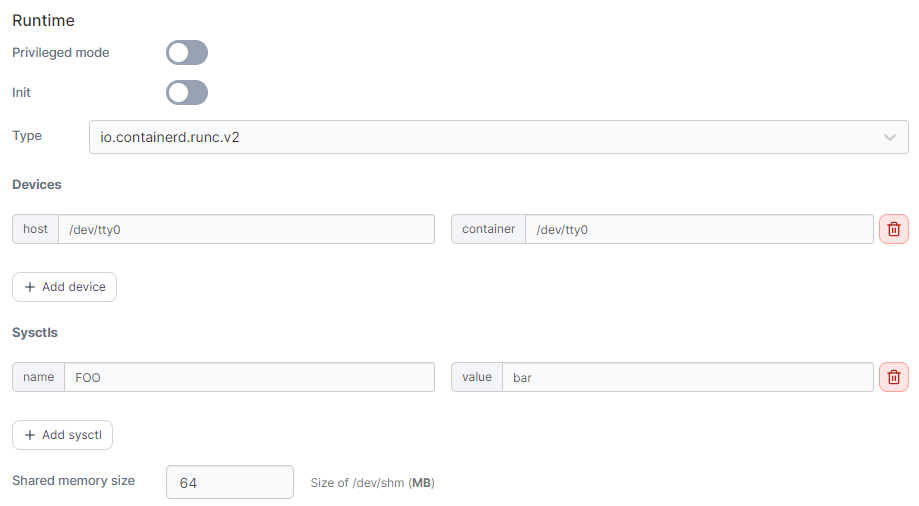 Runtime
Privileged mode
Init
Type io.containerd.runc.v2
Devices
host /dev/tty0 container /dev/tty0
+ Add device
Sysctls
name FOO value bar
+ Add sysctl
Shared memory size 64 Size of /dev/shm (MB)